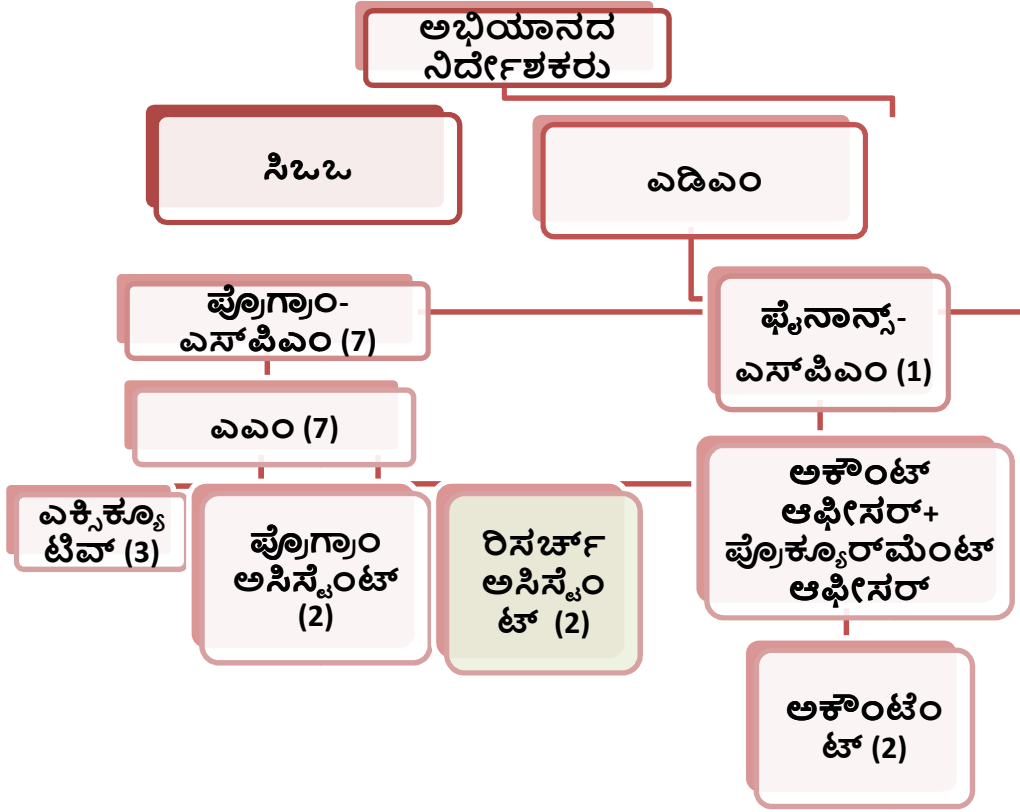 ಅಭಿಯಾನದ
ನಿರ್ದೇಶಕರು
ಸಿಒಒ
ಎಡಿಎಂ
ಪ್ರೊಗ್ರಾಂ-
ಎಸ್‌ಪಿಎಂ (7)
ಫೈನಾನ್ಸ್-
ಎಸ್‌ಪಿಎಂ (1)
ಎಎಂ (7)
ಎಕ್ಸಿಕ್ಯೂ
ಟಿವ್ (3)
ಪ್ರೊಗ್ರಾಂ
ಅಸಿಸ್ಟೆಂಟ್
(2)
ರಿಸರ್ಚ್
ಅಸಿಸ್ಟೆಂ
ಟ್ (2)
ಅಕೌಂಟ್
ಆಫೀಸರ್+
ಪ್ರೊಕ್ಯೂರ್‌ಮೆಂಟ್
ಆಫೀಸರ್
ಅಕೌಂಟೆಂ
ಟ್ (2)